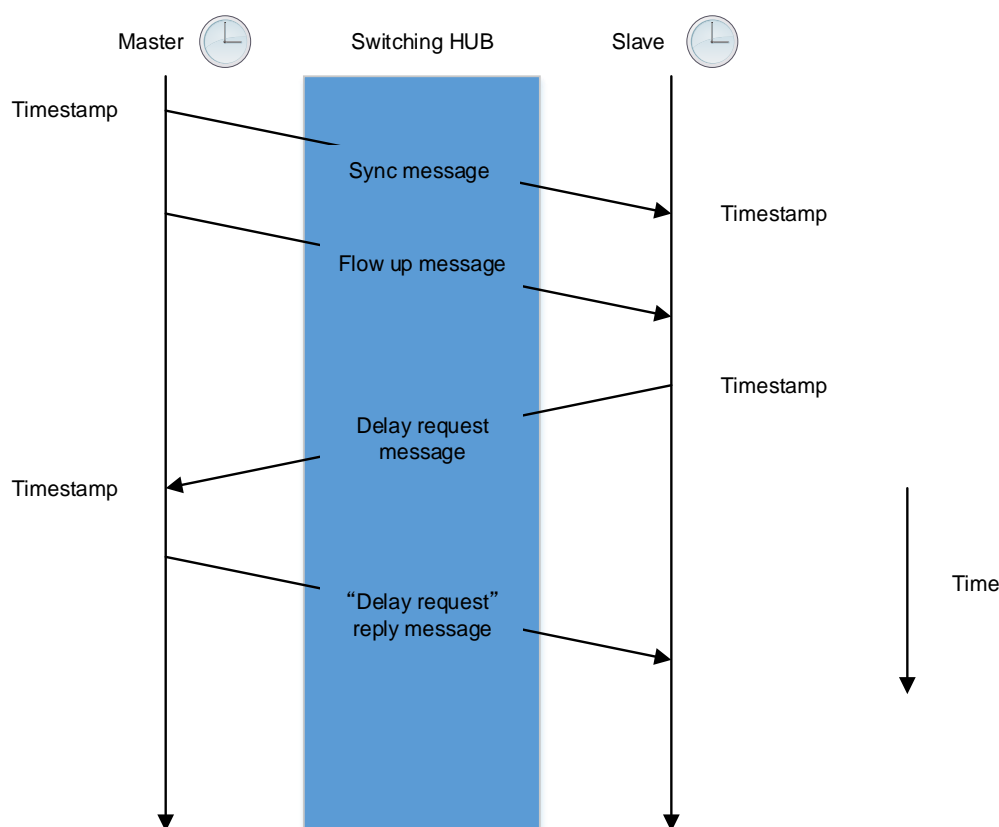 Master
Switching HUB
Slave
Timestamp
Sync message
Timestamp
Flow up message
Timestamp
Delay request
message
Timestamp
“Delay request”
reply message
Time